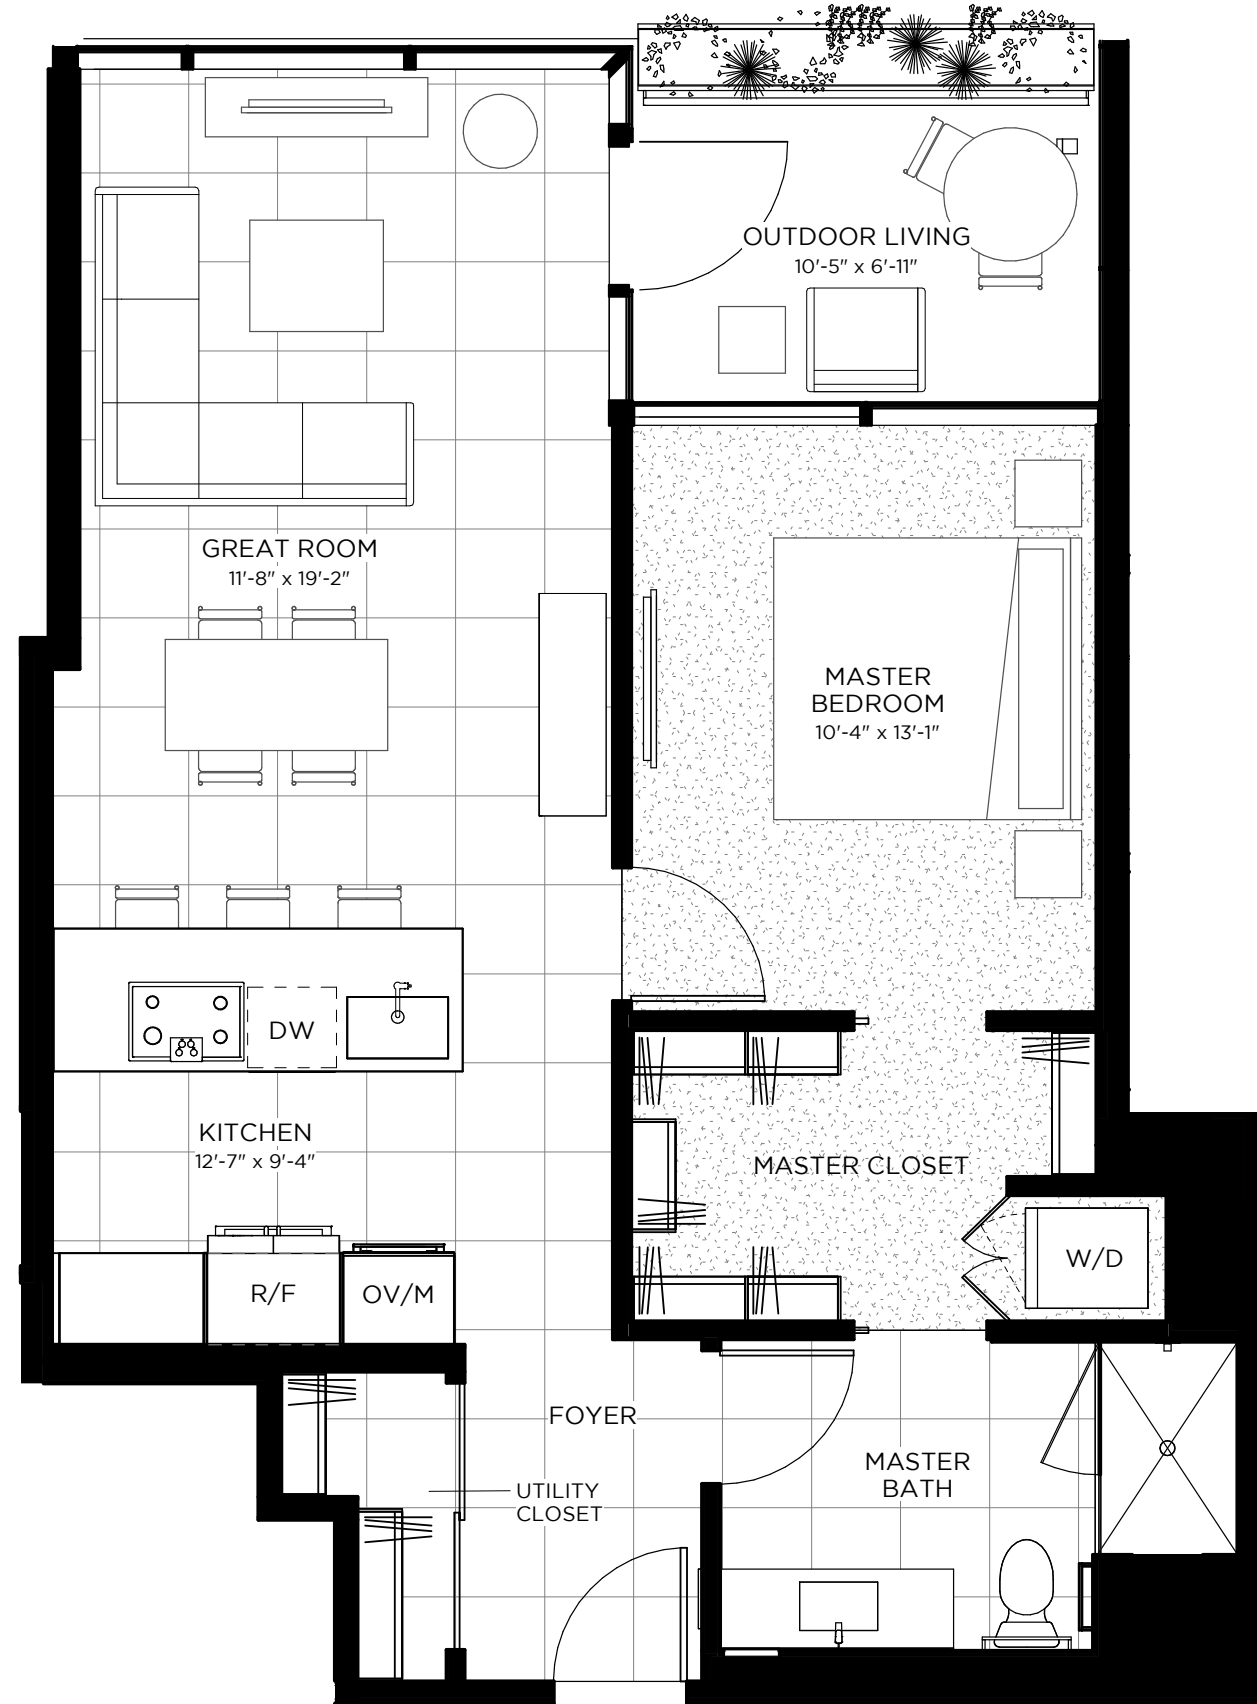 OUTDOOR LIVING
10'-5" x 6'-11"
GREAT ROOM
11'-8" x 19'-2"
MASTER
BEDROOM
10'-4" x 13'-1"
DW
KITCHEN
12'-7" x 9'-4"
MASTER CLOSET
W/D
R/F
OV/M
FOYER
MASTER
BATH
UTILITY
CLOSET